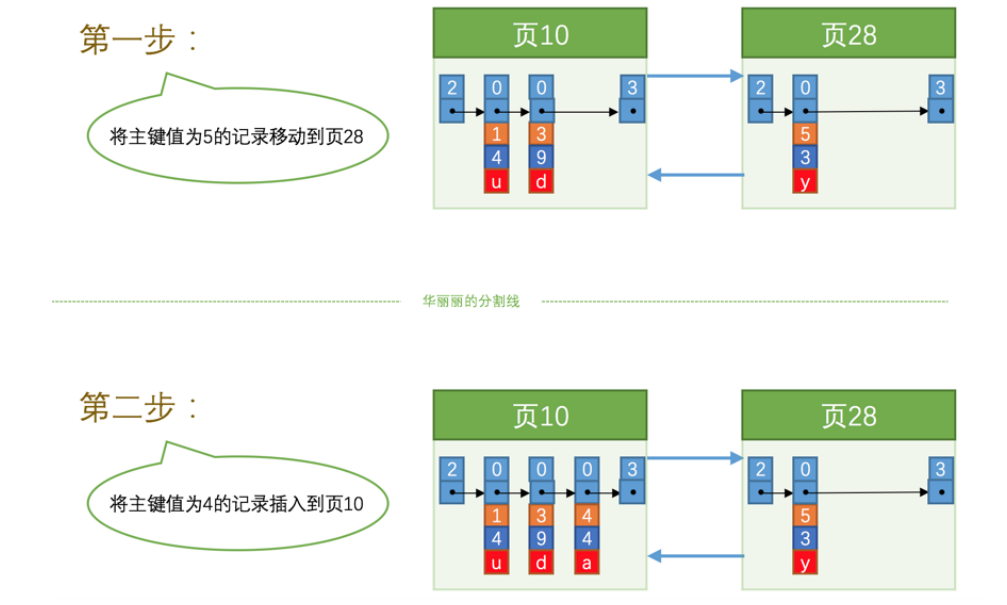 第一步：
将主键值为5的记录移动到页28
页10 页28
2 0 0 3 2 0 3
1 3 5
4 9 3
u d y
华丽丽的分割线
第二步：
将主键值为4的记录插入到页10
页10 页28
2 0 0 0 3 2 0 3
1 3 4 5
4 9 4 3
u d a y